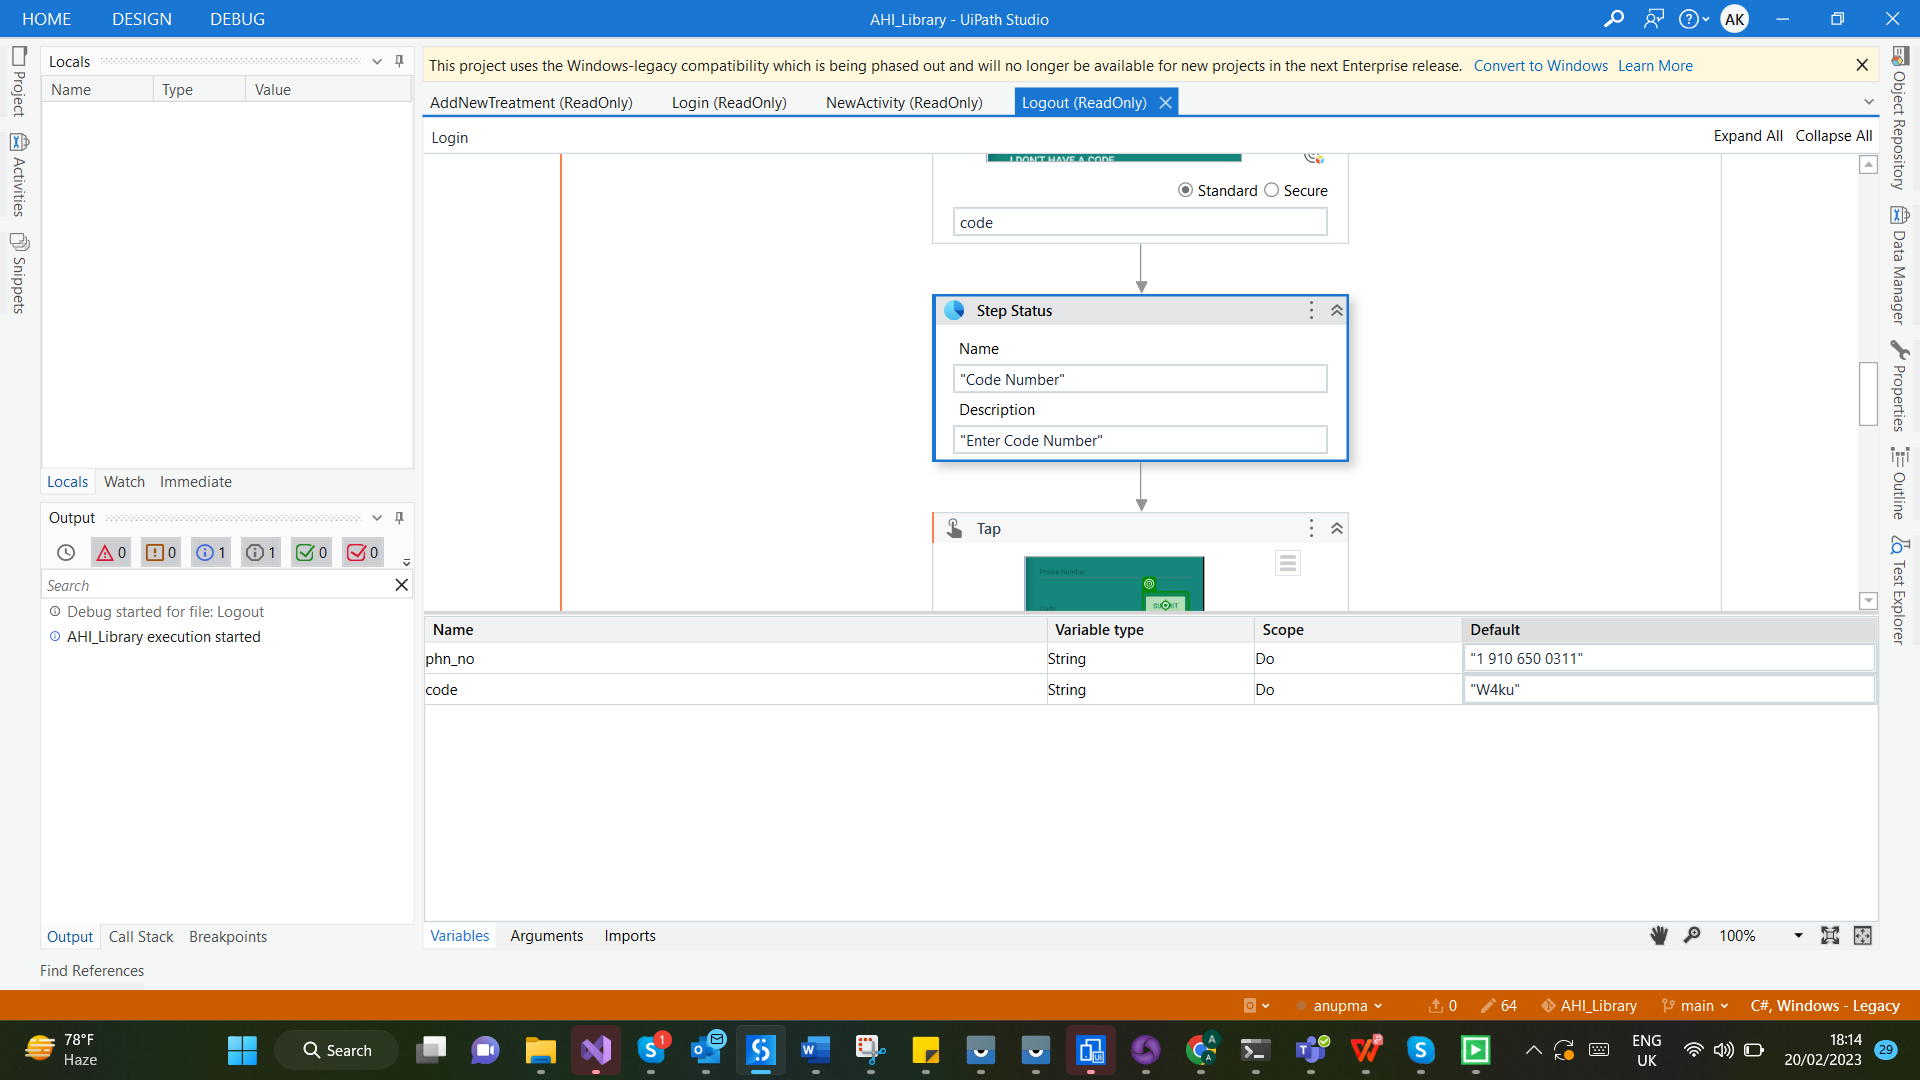 HOME DESIGN DEBUG AHI_Library - UiPath Studio AK
Project
Activities
Snippets
Locals
Name Type Value
Locals Watch Immediate
Output
0 0 1 1 0 0
Search
Debug started for file: Logout
AHI_Library execution started
Output Call Stack Breakpoints
Find References
This project uses the Windows-legacy compatibility which is being phased out and will no longer be available for new projects in the next Enterprise release. Convert to Windows Learn More
AddNewTreatment (ReadOnly) Login (ReadOnly) NewActivity (ReadOnly) Logout (ReadOnly)
Login Expand All Collapse All
I DON'T HAVE A CODE
Standard Secure
code
Step Status
Name
"Code Number"
Description
"Enter Code Number"
Tap
Phone Number
Code
SUBMIT
Name Variable type Scope Default
phn_no String Do "1 910 650 0311"
code String Do "W4ku"
Variables Arguments Imports 100%
Object Repository
Data Manager
Properties
Outline
Test Explorer
anupma 0 64 AHI_Library main C#, Windows - Legacy
78°F
Haze
Search
1
ENG
UK
18:14
20/02/2023
29